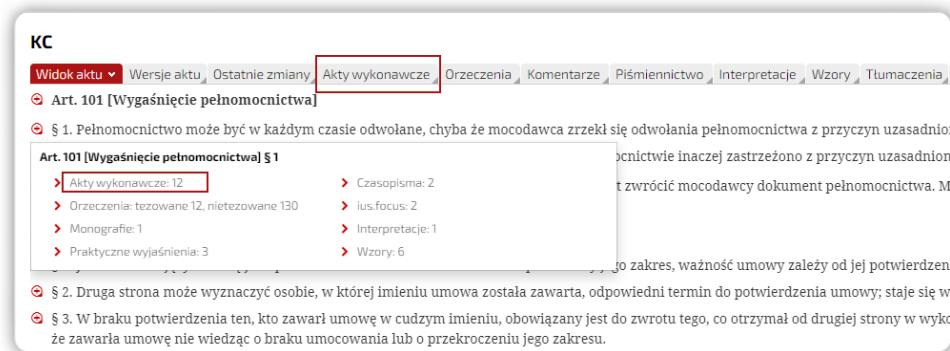 KC
Widok aktu Wersje aktu Ostatnie zmiany Akty wykonawcze Orzeczenia Komentarze Piśmiennictwo Interpretacje Wzory Tłumaczenia
Art. 101 [Wygaśnięcie pełnomocnictwa]
§ 1. Pełnomocnictwo może być w każdym czasie odwołane, chyba że mocodawca zrzekł się odwołania pełnomocnictwa z przyczyn uzasadnio
Art. 101 [Wygaśnięcie pełnomocnictwa] § 1
ocnictwie inaczej zastrzeżono z przyczyn uzasadnion
Akty wykonawcze: 12 Czasopisma: 2
t zwrócić mocodawcy dokument pełnomocnictwa. M
Orzeczenia: tezowane 12, nietezowane 130 ius.focus: 2
Monografie: 1 Interpretacje: 1
Praktyczne wyjaśnienia: 3 Wzory: 6
go zakres, ważność umowy zależy od jej potwierdzen
§ 2. Druga strona może wyznaczyć osobie, w której imieniu umowa została zawarta, odpowiedni termin do potwierdzenia umowy; staje się w
§ 3. W braku potwierdzenia ten, kto zawarł umowę w cudzym imieniu, obowiązany jest do zwrotu tego, co otrzymał od drugiej strony w wyko
że zawarła umowę nie wiedząc o braku umocowania lub o przekroczeniu jego zakresu.